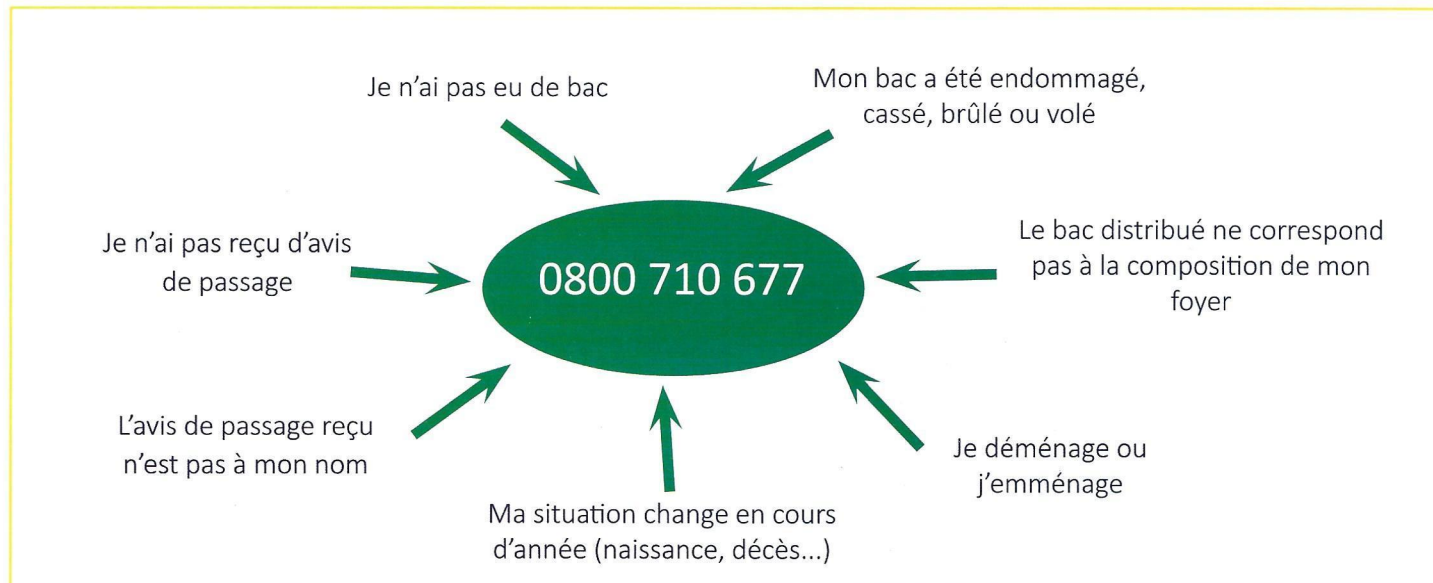 Je n'ai pas eu de bac
Mon bac a été endommagé,
cassé, brûlé ou volé
Je n'ai pas reçu d'avis
de passage
0800 710 677
Le bac distribué ne correspond
pas à la composition de mon
foyer
L'avis de passage reçu
n'est pas à mon nom
Je déménage ou
j'emménage
Ma situation change en cours
d'année (naissance, décès...)